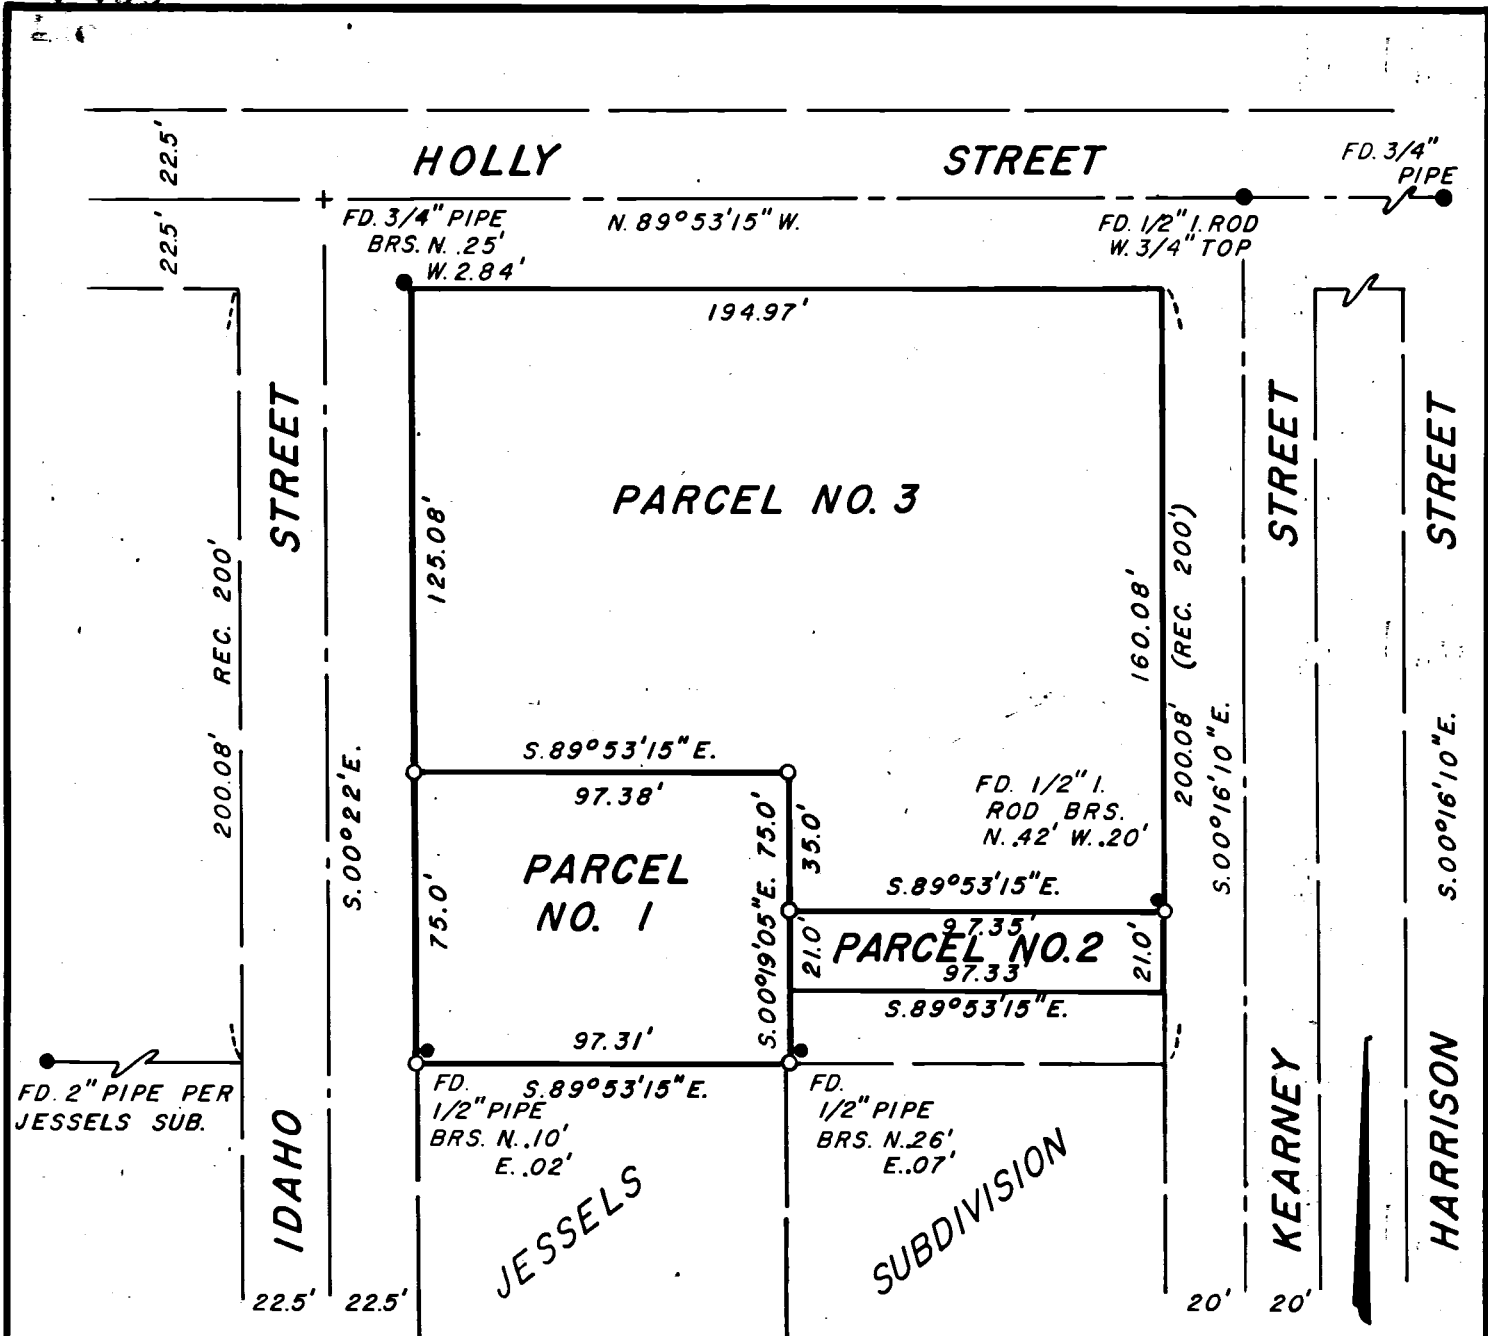 22.5'
22.5'
HOLLY STREET
FD. 3/4"
PIPE
FD. 3/4" PIPE
BRS. N. .25'
W. 2.84'
N. 89°53'15" W.
FD. 1/2" I. ROD
W. 3/4" TOP
194.97'
STREET
IDAHO
200.08' REC. 200'
S. 00°22' E.
125.08'
PARCEL NO. 3
160.08'
200.08' (REC. 200')
S. 00°16'10" E.
STREET
KEARNEY
STREET
HARRISON
S. 00°16'10" E.
S. 89°53'15" E.
97.38'
75.0'
PARCEL
NO. 1
S. 00°19'05" E. 75.0'
35.0'
FD. 1/2" I.
ROD BRS.
N. .42' W. .20'
S. 89°53'15" E.
97.35'
21.0'
PARCEL NO. 2
21.0'
97.33'
S. 89°53'15" E.
97.31'
S. 89°53'15" E.
FD. 2" PIPE PER
JESSELS SUB.
FD.
1/2" PIPE
BRS. N. .10'
E. .02'
FD.
1/2" PIPE
BRS. N. .26'
E. .07'
JESSELS SUBDIVISION
22.5' 22.5'
20' 20'